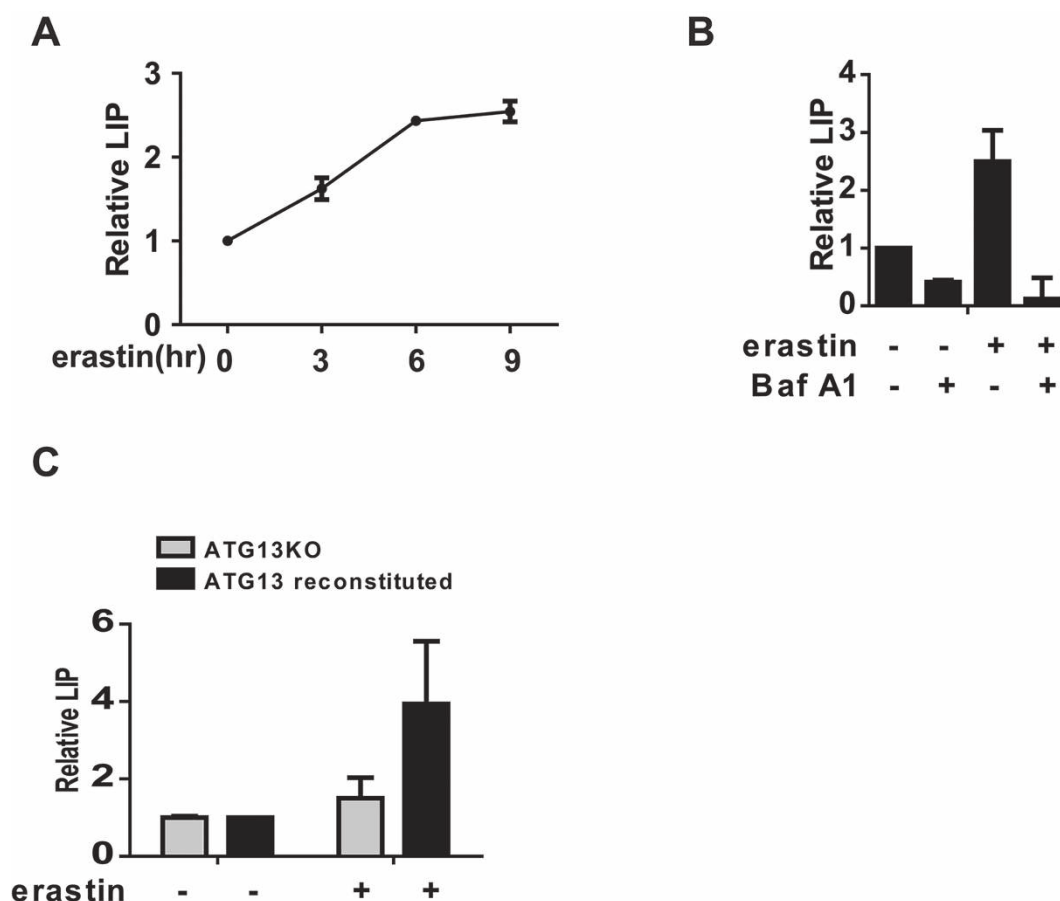 A
Relative LIP
3
2
1
0
erastin(hr) 0 3 6 9
B
Relative LIP
4
3
2
1
0
erastin - - + +
Baf A1 - + - +
C
ATG13KO
ATG13 reconstituted
Relative LIP
6
4
2
0
erastin - - + +